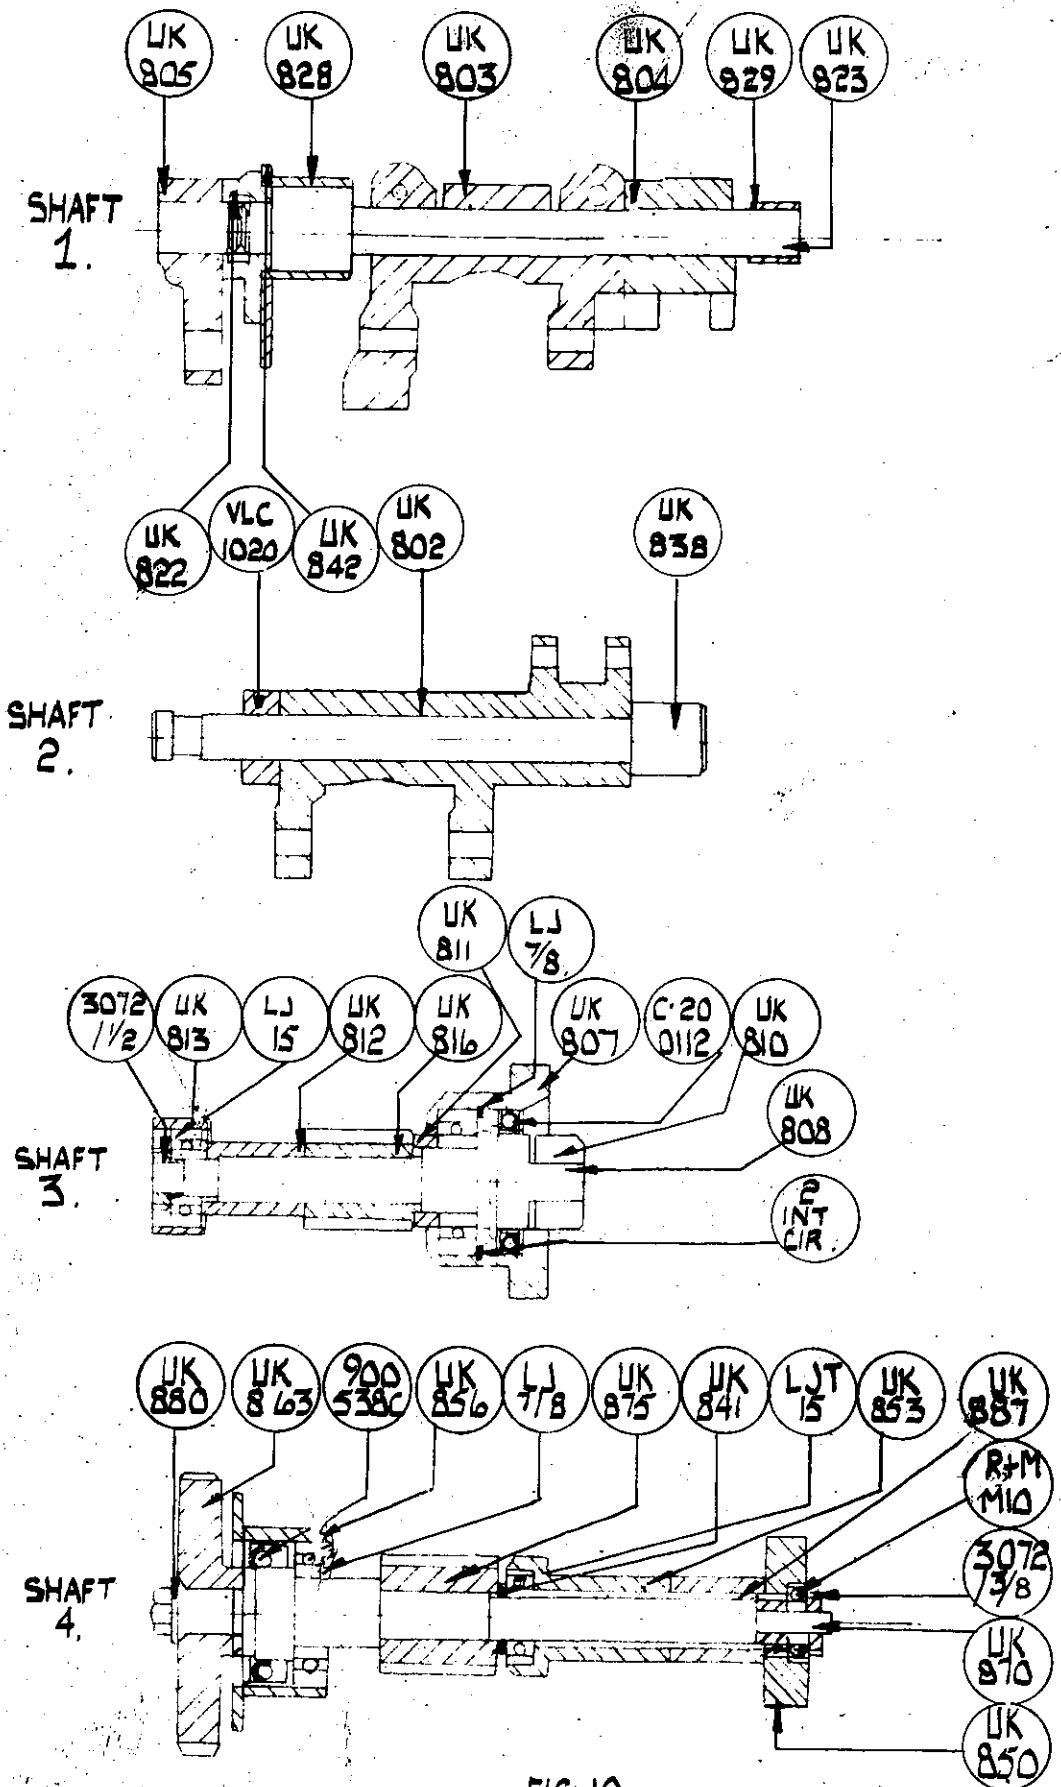 UK
805
UK
828
UK
803
UK
804
UK
829
UK
823
SHAFT
1.
UK
822
VLC
1020
UK
842
UK
802
UK
838
SHAFT
2.
UK
811
LJ
7/8.
3072
/1½
UK
813
LJ
15
UK
812
UK
816
UK
807
C·20
0112
UK
810
UK
808
SHAFT
3.
2
INT
CIR.
UK
880
UK
863
900
538C
UK
856
LJ
7/8
UK
875
UK
841
LJT
15
UK
853
UK
887
R+M
M10
3072
/3/8
SHAFT
4.
UK
870
UK
850
FIG. 10